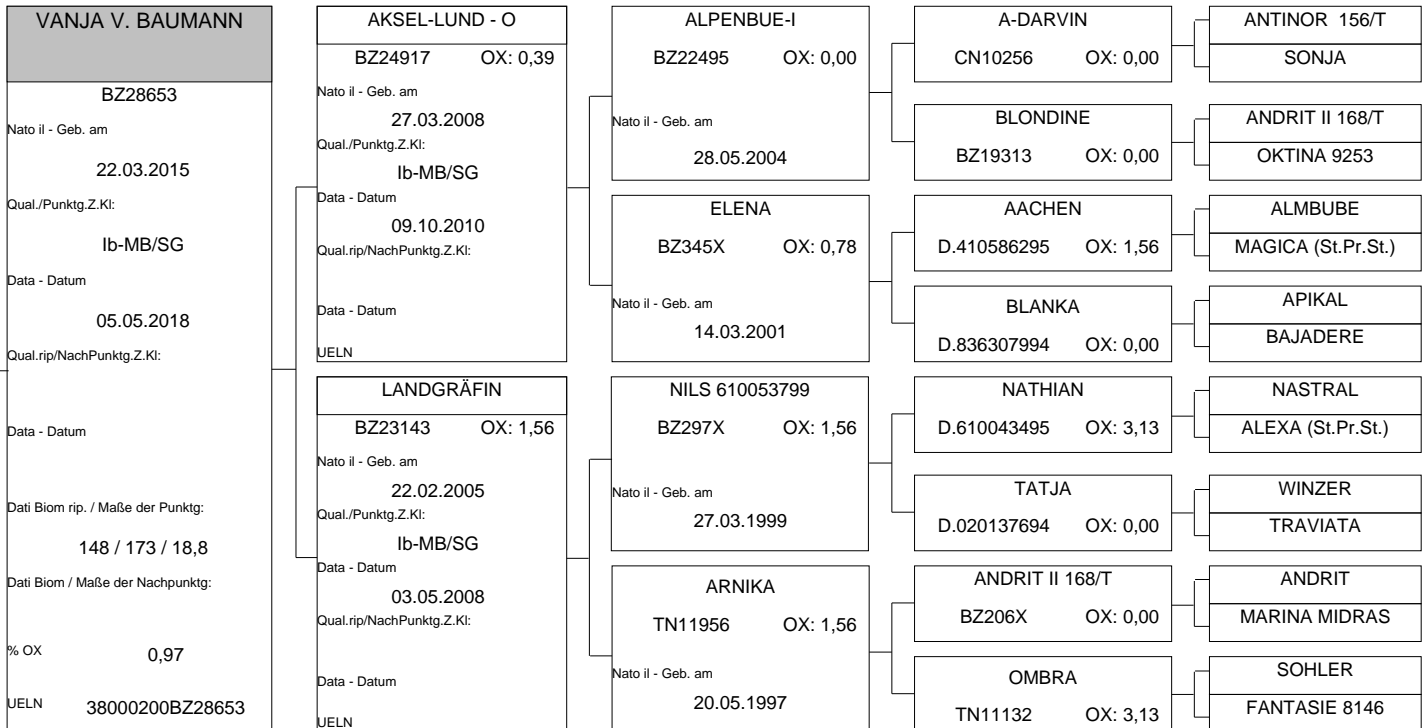 VANJA V. BAUMANN
BZ28653
Nato il - Geb. am
22.03.2015
Qual./Punktg.Z.Kl:
Ib-MB/SG
Data - Datum
05.05.2018
Qual.rip/NachPunktg.Z.Kl:
Data - Datum
Dati Biom rip. / Maße der Punktg:
148 / 173 / 18,8
Dati Biom / Maße der Nachpunktg:
% OX 0,97
UELN 38000200BZ28653
AKSEL-LUND - O
BZ24917 OX: 0,39
Nato il - Geb. am
27.03.2008
Qual./Punktg.Z.Kl:
Ib-MB/SG
Data - Datum
09.10.2010
Qual.rip/NachPunktg.Z.Kl:
Data - Datum
UELN
LANDGRÄFIN
BZ23143 OX: 1,56
Nato il - Geb. am
22.02.2005
Qual./Punktg.Z.Kl:
Ib-MB/SG
Data - Datum
03.05.2008
Qual.rip/NachPunktg.Z.Kl:
Data - Datum
UELN
ALPENBUE-I
BZ22495 OX: 0,00
Nato il - Geb. am
28.05.2004
ELENA
BZ345X OX: 0,78
Nato il - Geb. am
14.03.2001
NILS 610053799
BZ297X OX: 1,56
Nato il - Geb. am
27.03.1999
ARNIKA
TN11956 OX: 1,56
Nato il - Geb. am
20.05.1997
A-DARVIN
CN10256 OX: 0,00
BLONDINE
BZ19313 OX: 0,00
AACHEN
D.410586295 OX: 1,56
BLANKA
D.836307994 OX: 0,00
NATHIAN
D.610043495 OX: 3,13
TATJA
D.020137694 OX: 0,00
ANDRIT II 168/T
BZ206X OX: 0,00
OMBRA
TN11132 OX: 3,13
ANTINOR 156/T
SONJA
ANDRIT II 168/T
OKTINA 9253
ALMBUBE
MAGICA (St.Pr.St.)
APIKAL
BAJADERE
NASTRAL
ALEXA (St.Pr.St.)
WINZER
TRAVIATA
ANDRIT
MARINA MIDRAS
SOHLER
FANTASIE 8146